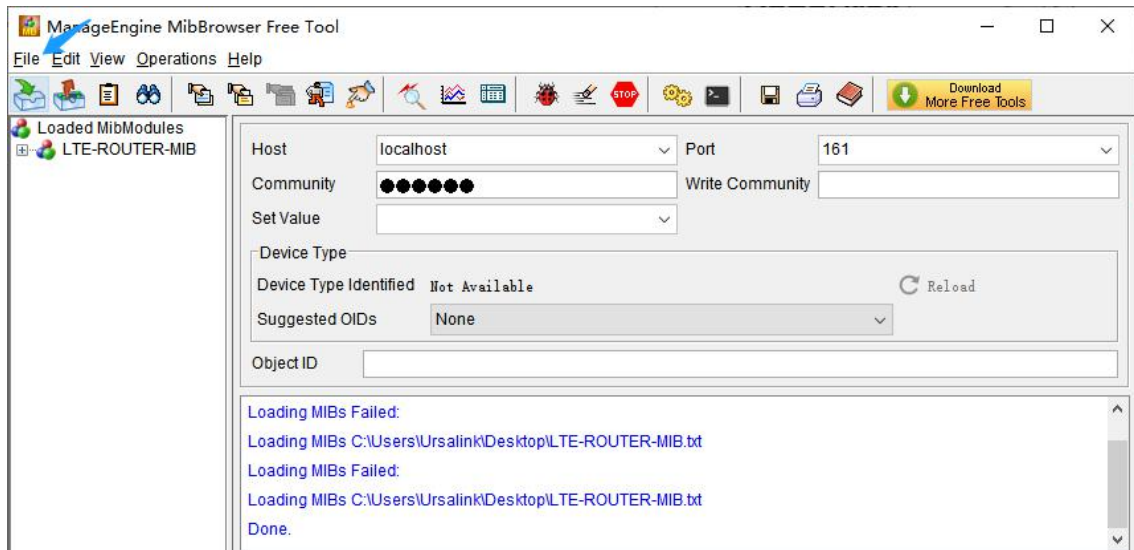 ManageEngine MibBrowser Free Tool
File Edit View Operations Help
STOP
Download
More Free Tools
Loaded MibModules
LTE-ROUTER-MIB
Host localhost Port 161
Community ●●●●●● Write Community
Set Value
Device Type
Device Type Identified Not Available Reload
Suggested OIDs None
Object ID
Loading MIBs Failed:
Loading MIBs C:\Users\Ursalink\Desktop\LTE-ROUTER-MIB.txt
Loading MIBs Failed:
Loading MIBs C:\Users\Ursalink\Desktop\LTE-ROUTER-MIB.txt
Done.